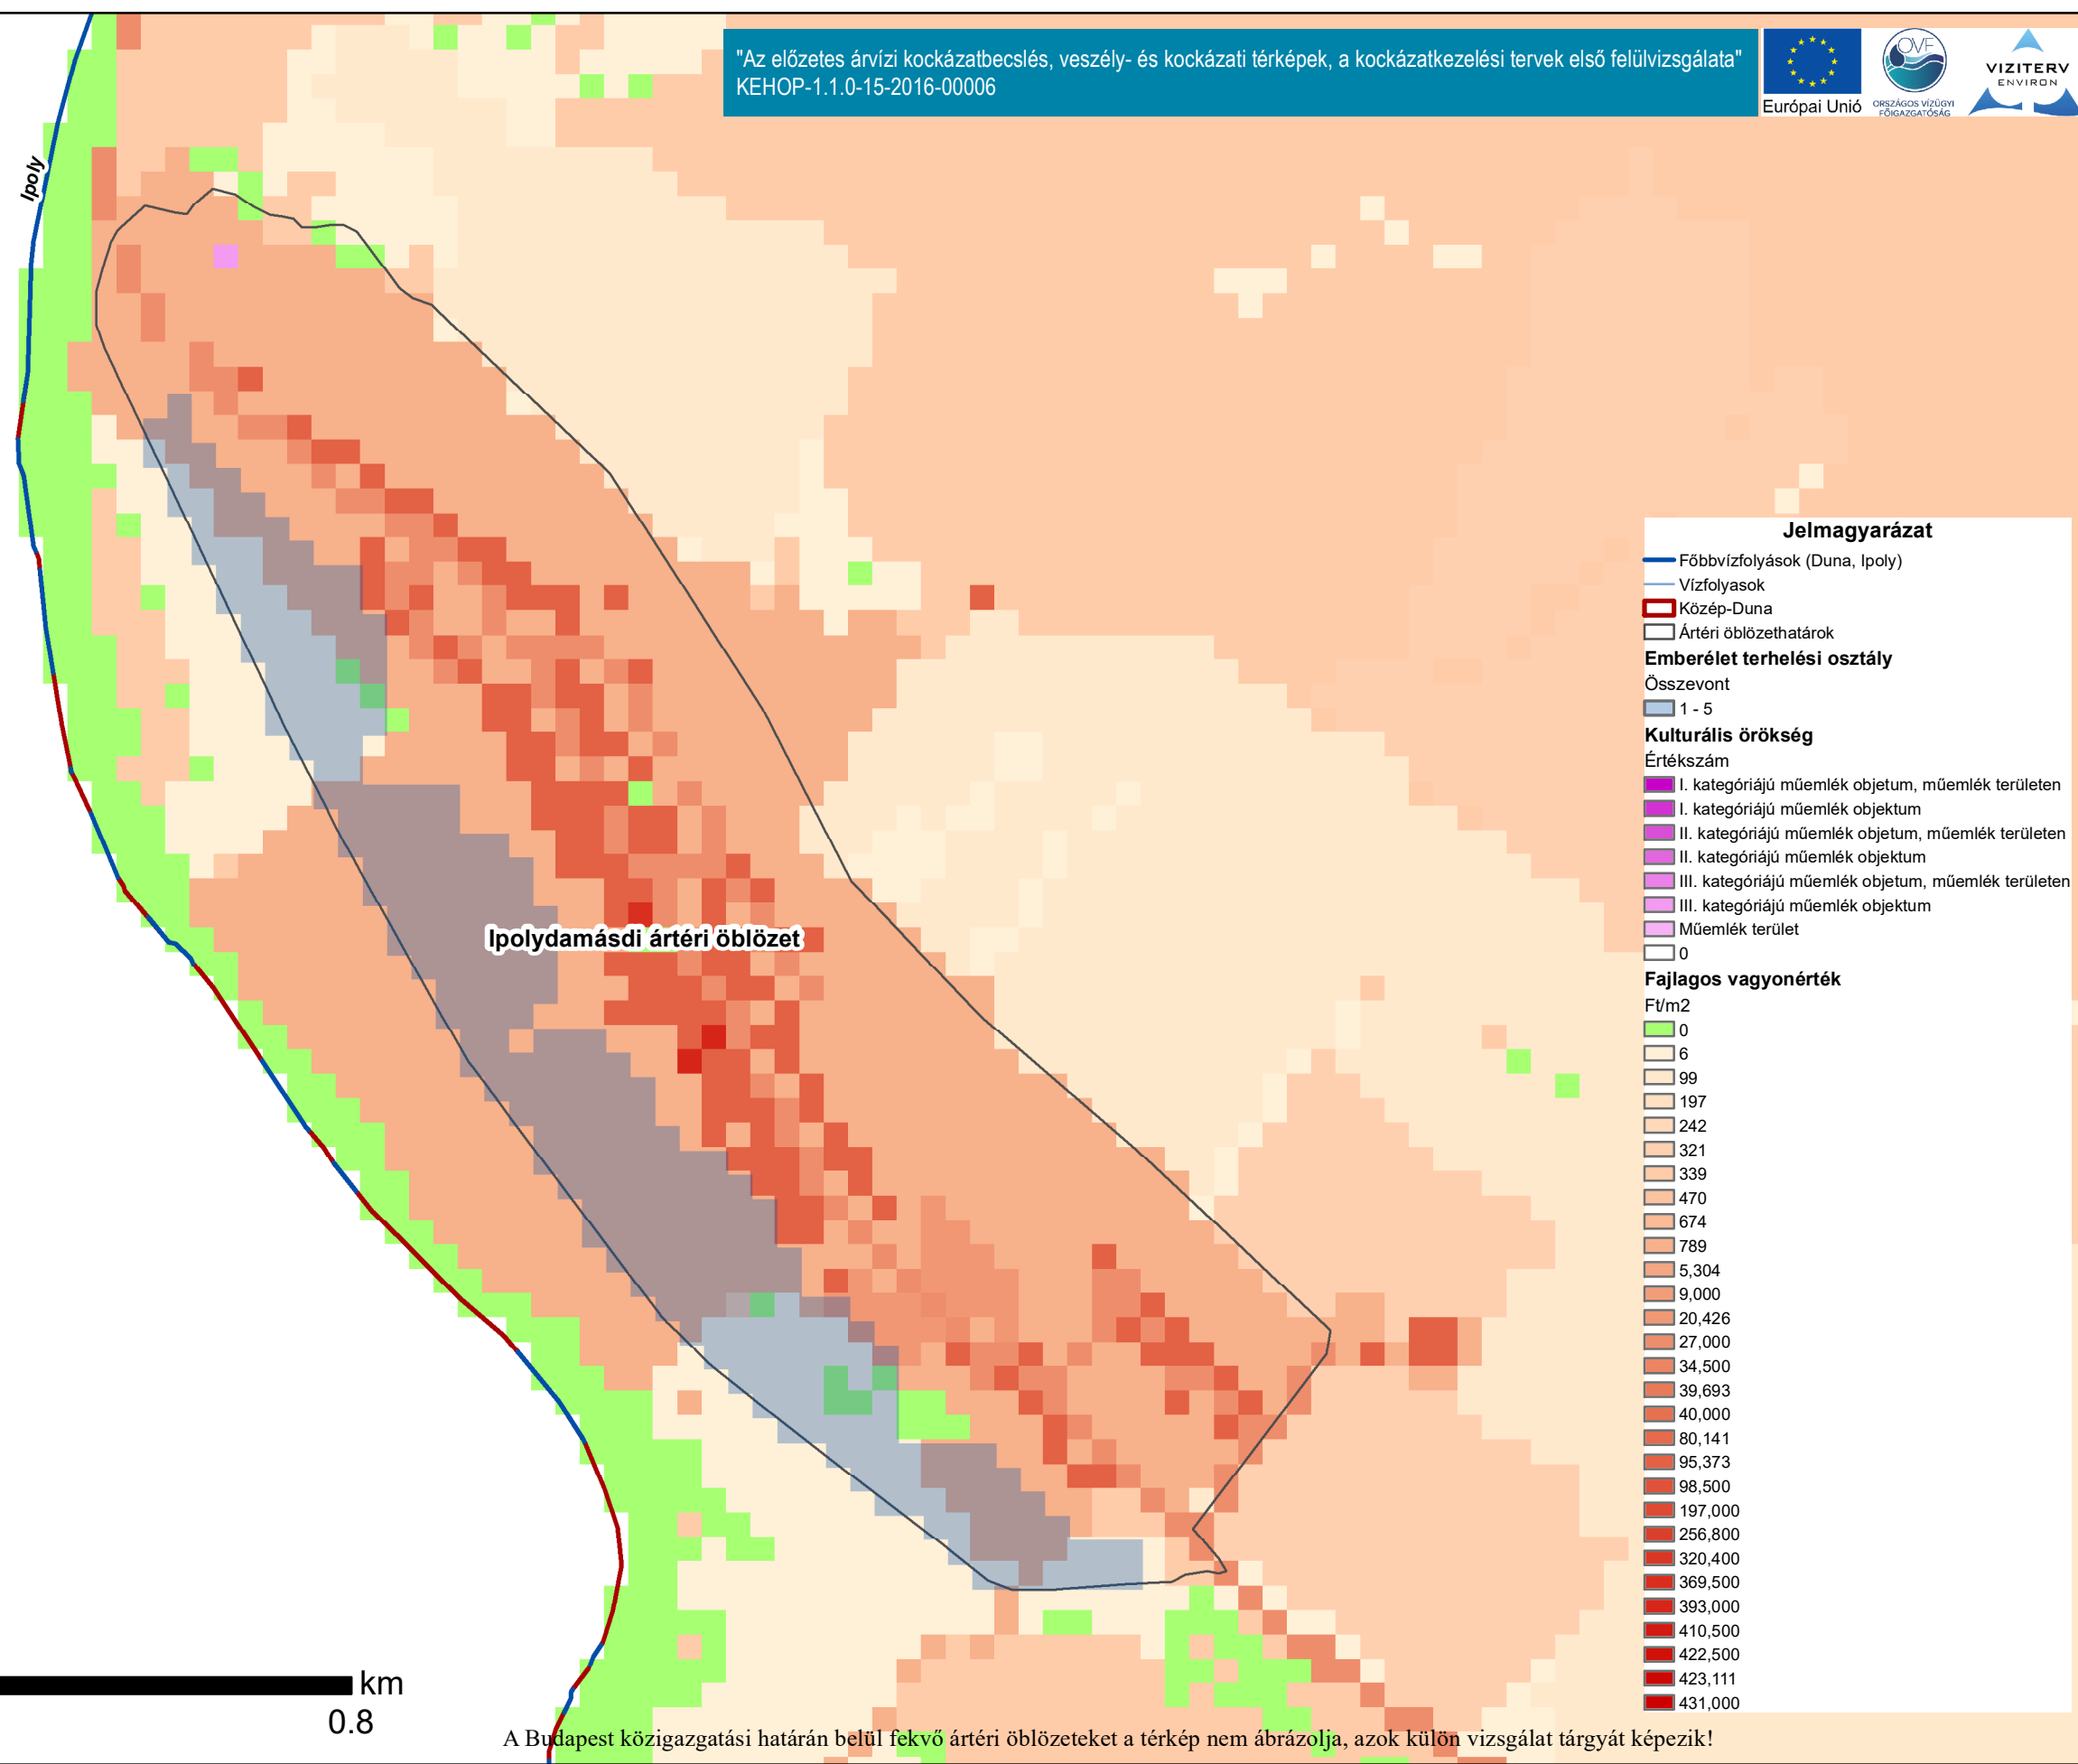 "Az előzetes árvízi kockázatbecslés, veszély- és kockázati térképek, a kockázatkezelési tervek első felülvizsgálata"
KEHOP-1.1.0-15-2016-00006
Európai Unió
OVF
ORSZÁGOS VÍZÜGYI
FŐIGAZGATÓSÁG
VIZITERV
ENVIRON
Ipoly
Ipolydamásdi ártéri öblözet
Jelmagyarázat
Főbbvízfolyások (Duna, Ipoly)
Vízfolyasok
Közép-Duna
Ártéri öblözethatárok
Emberélet terhelési osztály
Összevont
1 - 5
Kulturális örökség
Értékszám
I. kategóriájú műemlék objetum, műemlék területen
I. kategóriájú műemlék objektum
II. kategóriájú műemlék objetum, műemlék területen
II. kategóriájú műemlék objektum
III. kategóriájú műemlék objetum, műemlék területen
III. kategóriájú műemlék objektum
Műemlék terület
0
Fajlagos vagyonérték
Ft/m2
0
6
99
197
242
321
339
470
674
789
5,304
9,000
20,426
27,000
34,500
39,693
40,000
80,141
95,373
98,500
197,000
256,800
320,400
369,500
393,000
410,500
422,500
423,111
431,000
km
0.8
A Budapest közigazgatási határán belül fekvő ártéri öblözeteket a térkép nem ábrázolja, azok külön vizsgálat tárgyát képezik!